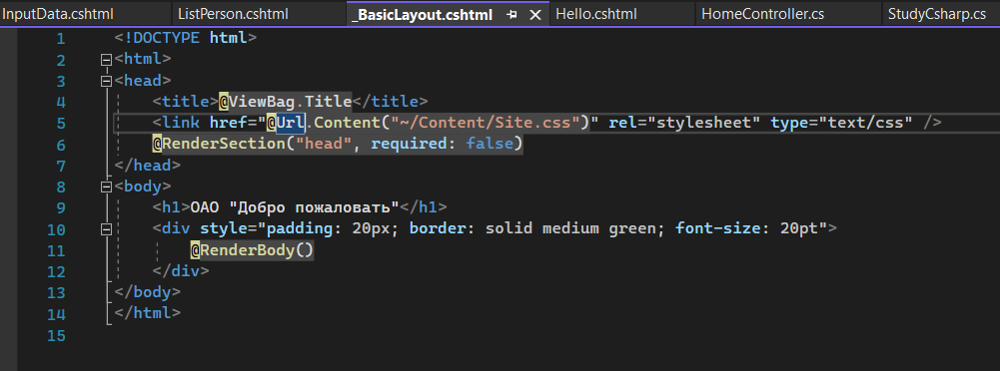 InputData.cshtml ListPerson.cshtml _BasicLayout.cshtml Hello.cshtml HomeController.cs StudyCsharp.cs
1 <!DOCTYPE html>
2 <html>
3 <head>
4 <title>@ViewBag.Title</title>
5 <link href="@Url.Content("~/Content/Site.css")" rel="stylesheet" type="text/css" />
6 @RenderSection("head", required: false)
7 </head>
8 <body>
9 <h1>ОАО "Добро пожаловать"</h1>
10 <div style="padding: 20px; border: solid medium green; font-size: 20pt">
11 @RenderBody()
12 </div>
13 </body>
14 </html>
15